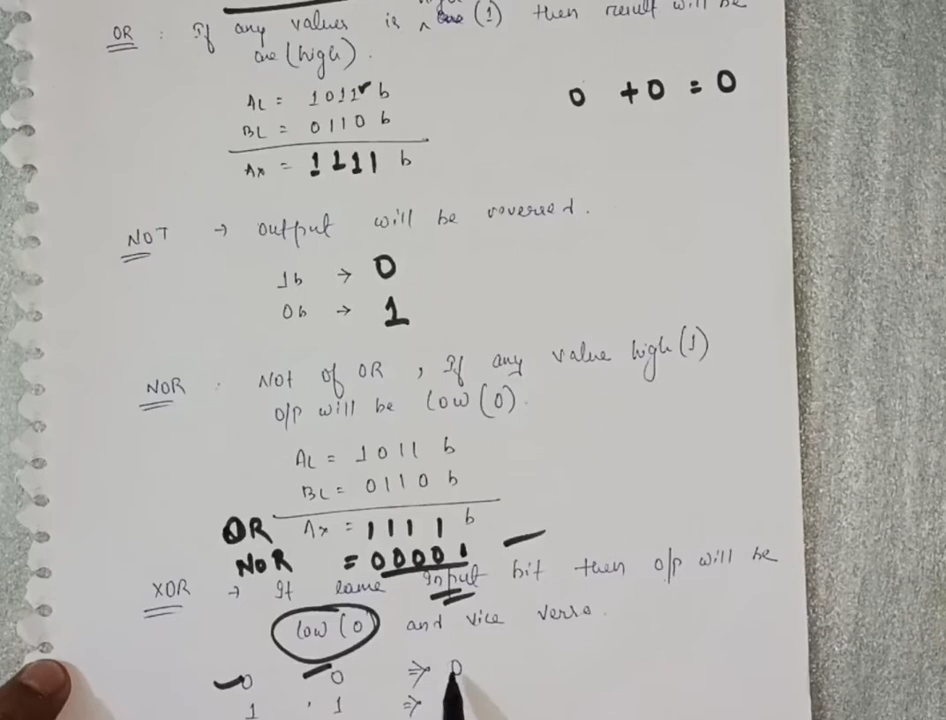 OR : If any values is one (1) then result will be
one (high).
AL = 1011 b
BL = 0110 b
Ax = 1111 b
0 + 0 = 0
NOT → output will be reversed.
1b → 0
0b → 1
NOR : Not of OR, If any value high (1)
o/p will be low (0).
AL = 1011 b
BL = 0110 b
OR Ax = 1111 b
NOR = 0000
XOR → If same input bit then o/p will be
low (0) and vice versa.
0 0 ⇒ 0
1 , 1 ⇒